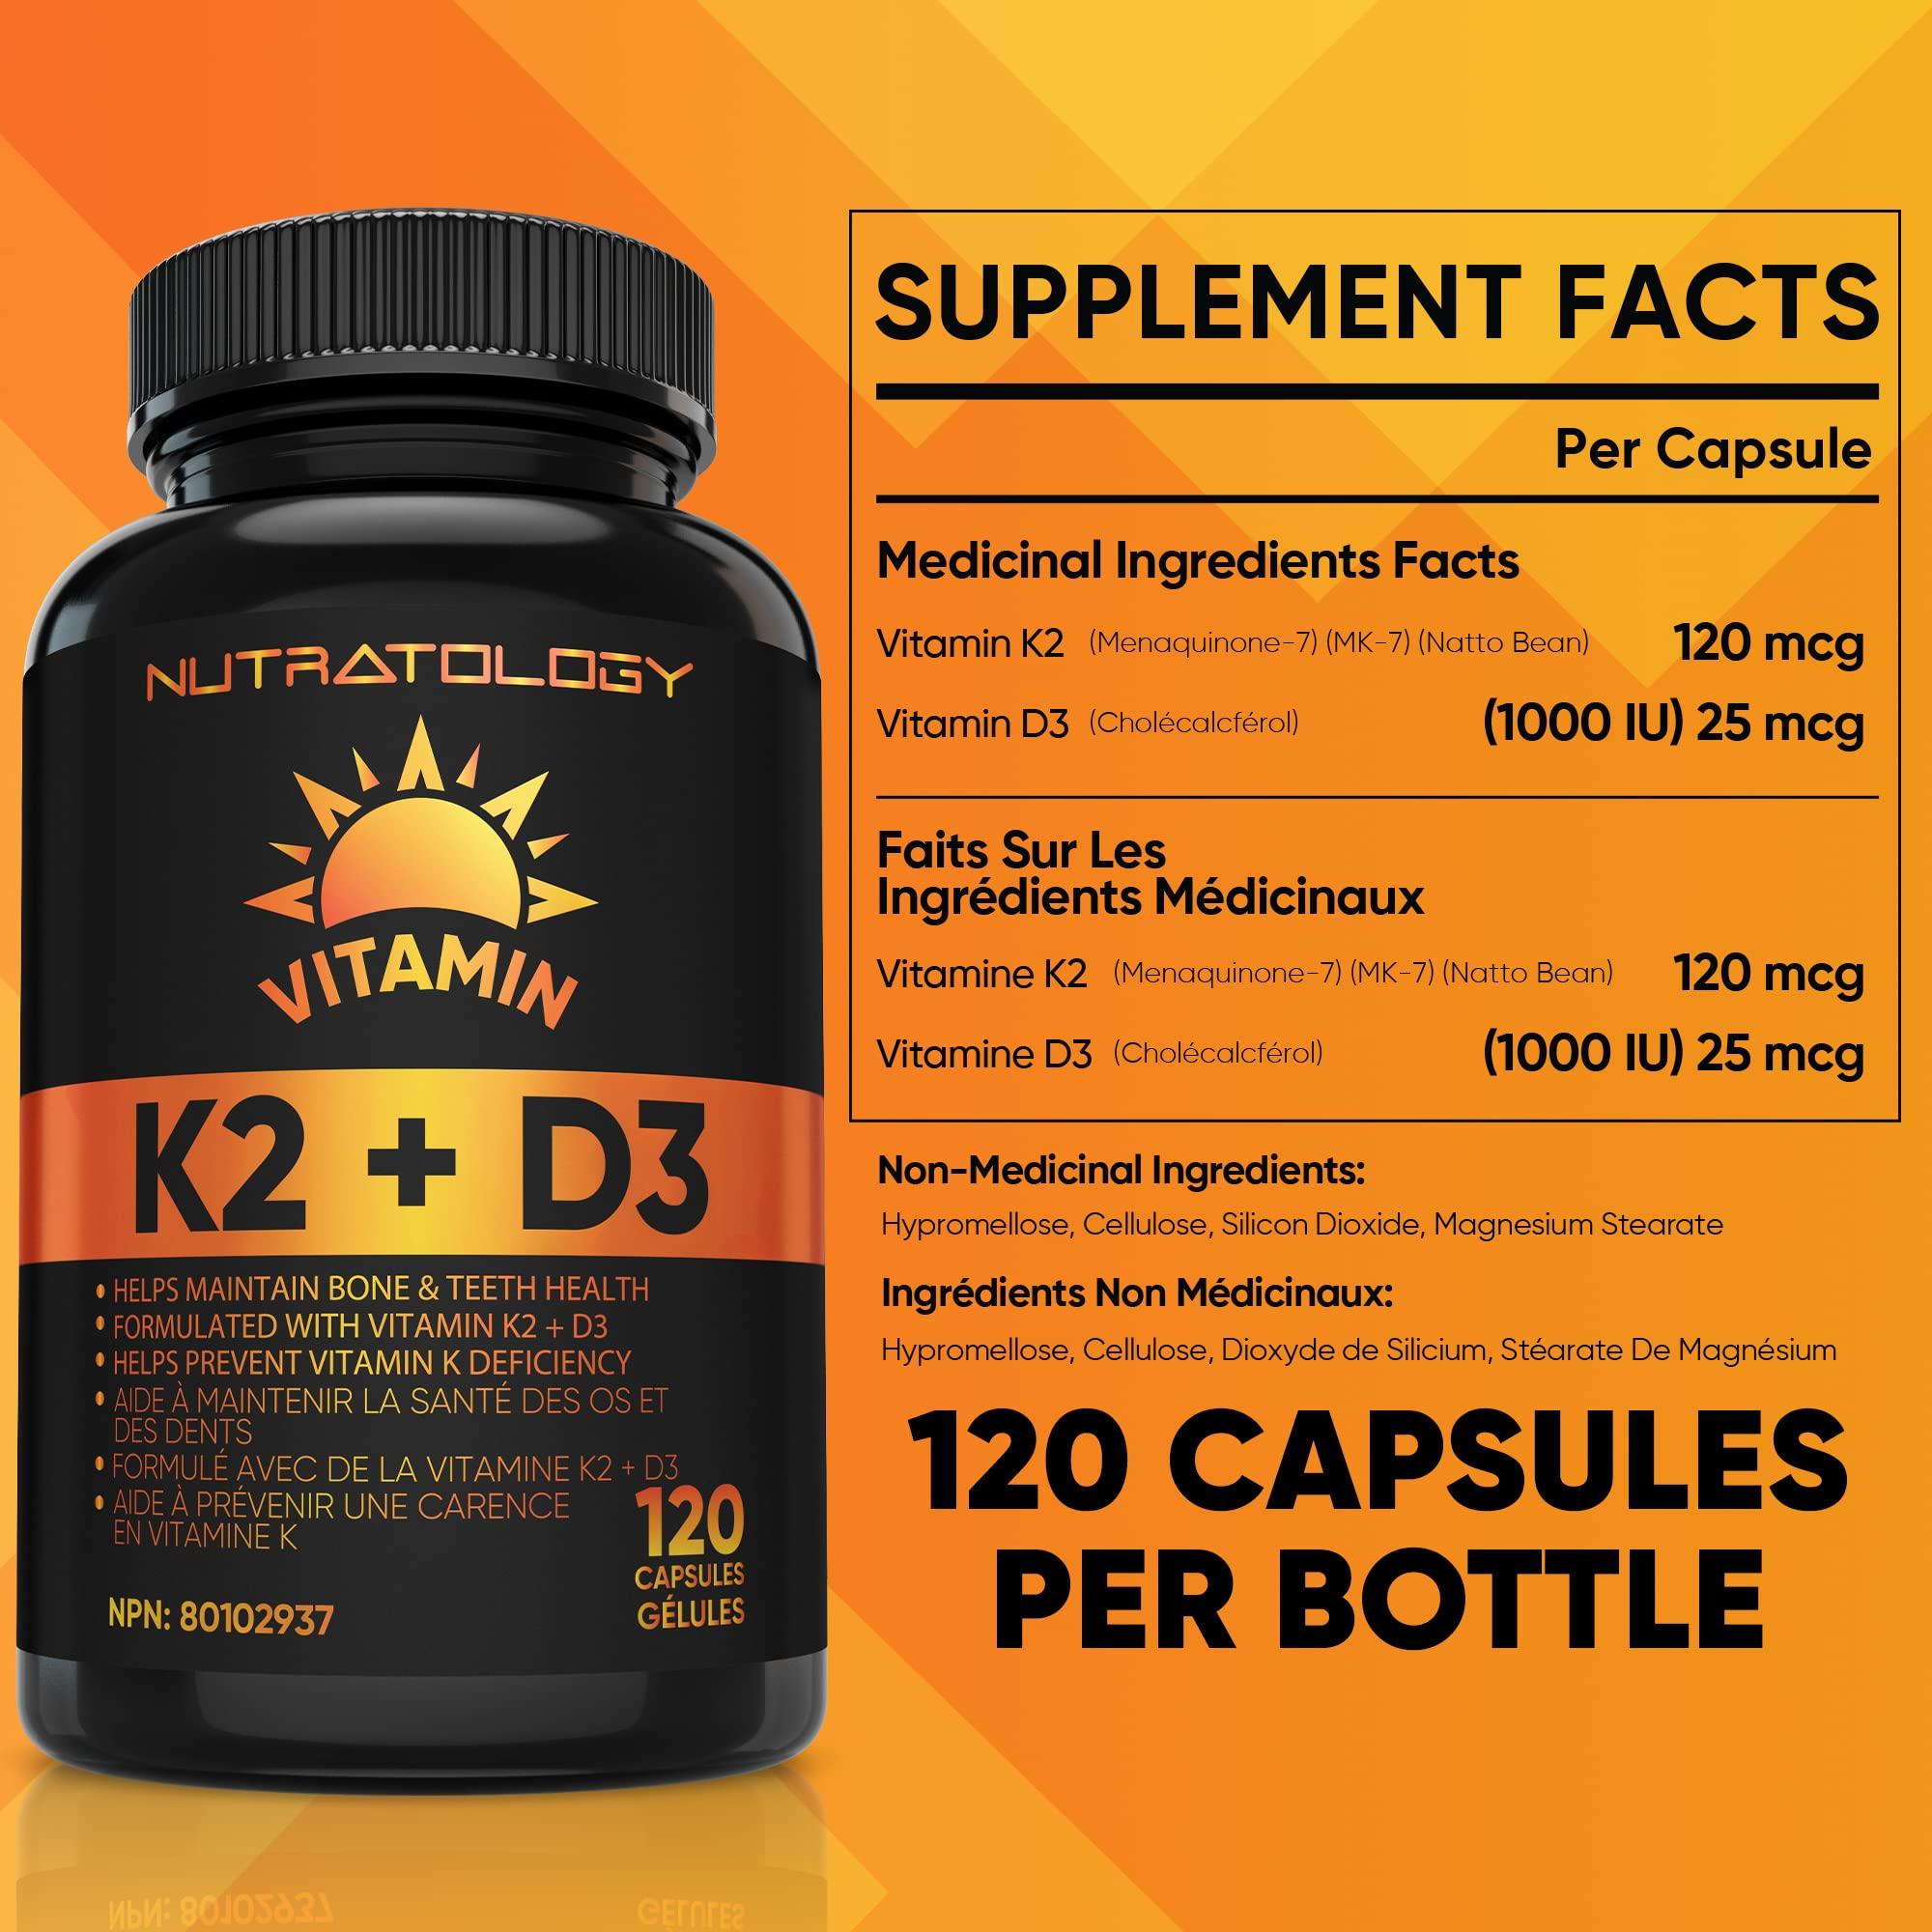 NUTRATOLOGY
VITAMIN
K2 + D3
• HELPS MAINTAIN BONE & TEETH HEALTH
• FORMULATED WITH VITAMIN K2 + D3
• HELPS PREVENT VITAMIN K DEFICIENCY
• AIDE À MAINTENIR LA SANTÉ DES OS ET
DES DENTS
• FORMULÉ AVEC DE LA VITAMINE K2 + D3
• AIDE À PRÉVENIR UNE CARENCE
EN VITAMINE K
120
CAPSULES
GÉLULES
NPN: 80102937
SUPPLEMENT FACTS
Per Capsule
Medicinal Ingredients Facts
Vitamin K2 (Menaquinone-7) (MK-7) (Natto Bean) 120 mcg
Vitamin D3 (Cholécalcférol) (1000 IU) 25 mcg
Faits Sur Les
Ingrédients Médicinaux
Vitamine K2 (Menaquinone-7) (MK-7) (Natto Bean) 120 mcg
Vitamine D3 (Cholécalcférol) (1000 IU) 25 mcg
Non-Medicinal Ingredients:
Hypromellose, Cellulose, Silicon Dioxide, Magnesium Stearate
Ingrédients Non Médicinaux:
Hypromellose, Cellulose, Dioxyde de Silicium, Stéarate De Magnésium
120 CAPSULES
PER BOTTLE
NPN: 80102937
GÉLULES